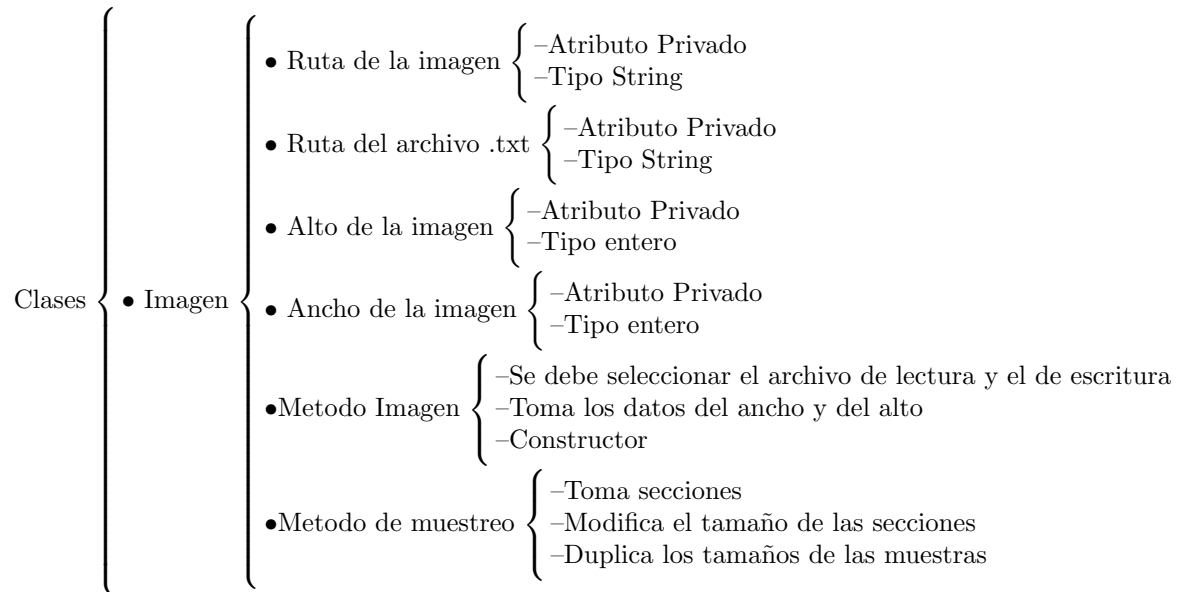 • Ruta de la imagen
–Atributo Privado
–Tipo String
• Ruta del archivo .txt
–Atributo Privado
–Tipo String
• Alto de la imagen
–Atributo Privado
–Tipo entero
Clases
• Imagen
• Ancho de la imagen
–Atributo Privado
–Tipo entero
•Metodo Imagen
–Se debe seleccionar el archivo de lectura y el de escritura
–Toma los datos del ancho y del alto
–Constructor
•Metodo de muestreo
–Toma secciones
–Modifica el tamaño de las secciones
–Duplica los tamaños de las muestras